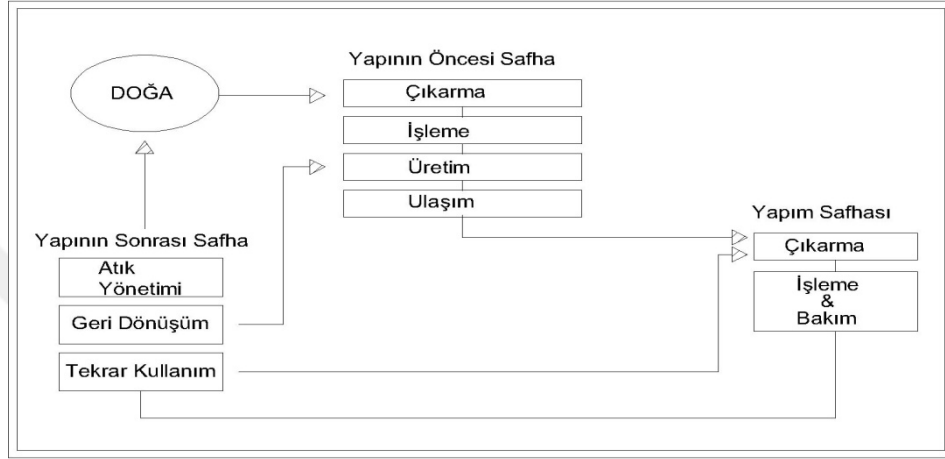 DOĞA
Yapının Öncesi Safha
Çıkarma
İşleme
Üretim
Ulaşım
Yapının Sonrası Safha
Atık
Yönetimi
Geri Dönüşüm
Tekrar Kullanım
Yapım Safhası
Çıkarma
İşleme
&
Bakım